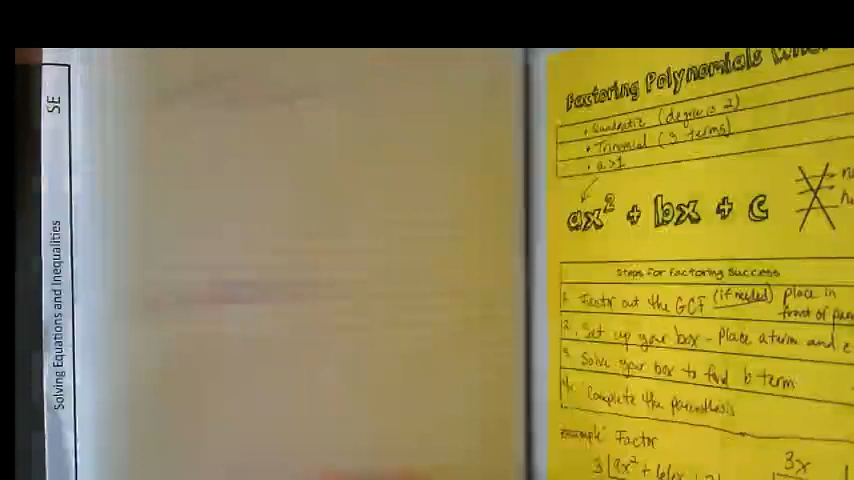 5E
Solving Equations and Inequalities
Factoring Polynomials
• Quadratic (degree is 2)
• Trinomial (3 terms)
• a>1
ax² + bx + c
Steps for Factoring Success
1. Factor out the GCF (if needed) place in
front of
2. Set up your box - Place a term and
3. Solve your box to find b term
4. Complete the parenthesis
Example: Factor
3x